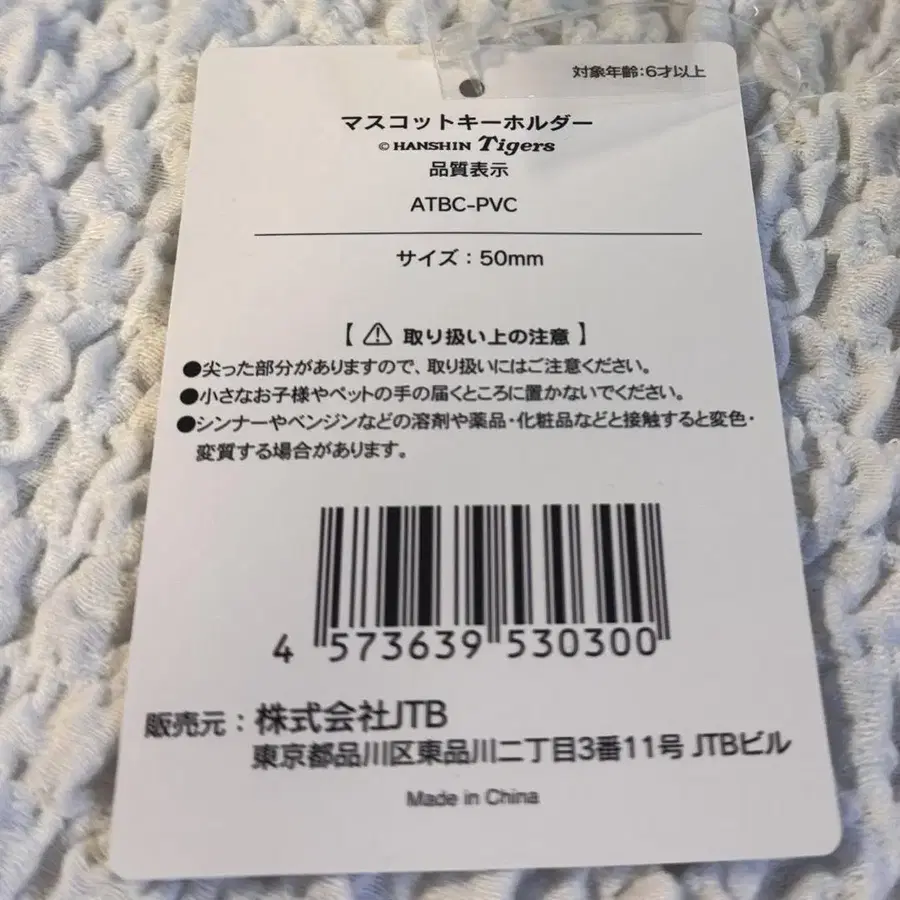 対象年齢:6才以上
マスコットキーホルダー
© HANSHIN Tigers
品質表示
ATBC-PVC
サイズ：50mm
【⚠ 取り扱い上の注意】
●尖った部分がありますので、取り扱いにはご注意ください。
●小さなお子様やペットの手の届くところに置かないでください。
●シンナーやベンジンなどの溶剤や薬品・化粧品などと接触すると変色・
変質する場合があります。
4 573639 530300
販売元：株式会社JTB
東京都品川区東品川二丁目3番11号 JTBビル
Made in China